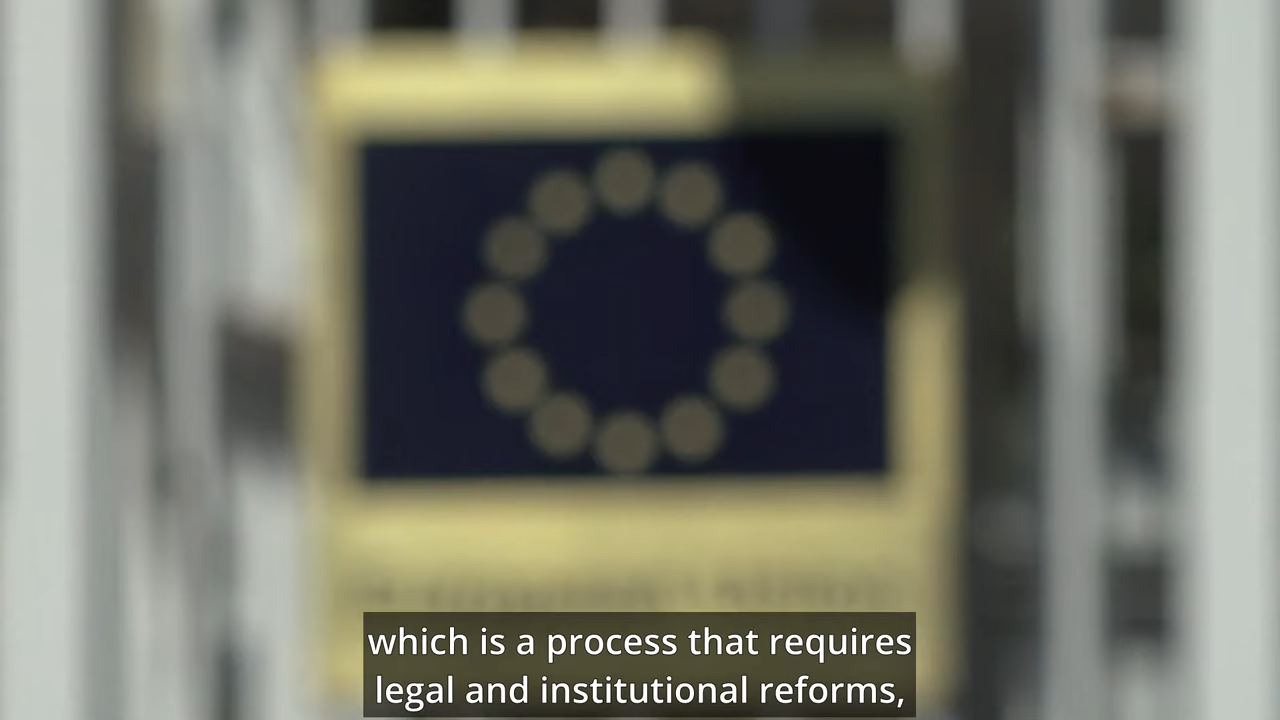 which is a process that requires
legal and institutional reforms,